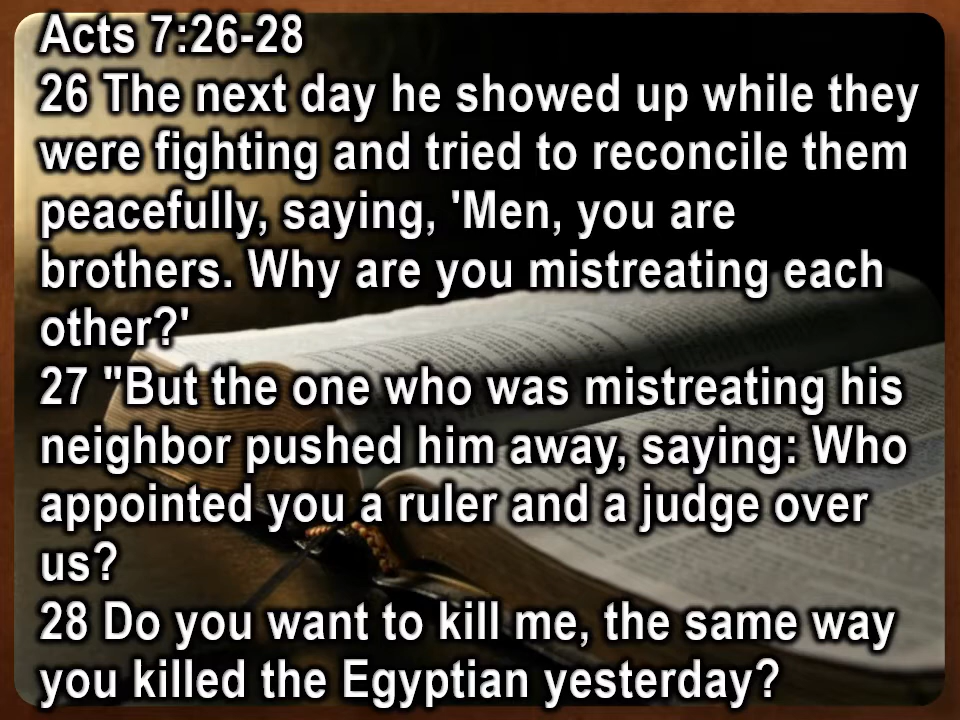 Acts 7:26-28
26 The next day he showed up while they
were fighting and tried to reconcile them
peacefully, saying, 'Men, you are
brothers. Why are you mistreating each
other?'
27 "But the one who was mistreating his
neighbor pushed him away, saying: Who
appointed you a ruler and a judge over
us?
28 Do you want to kill me, the same way
you killed the Egyptian yesterday?